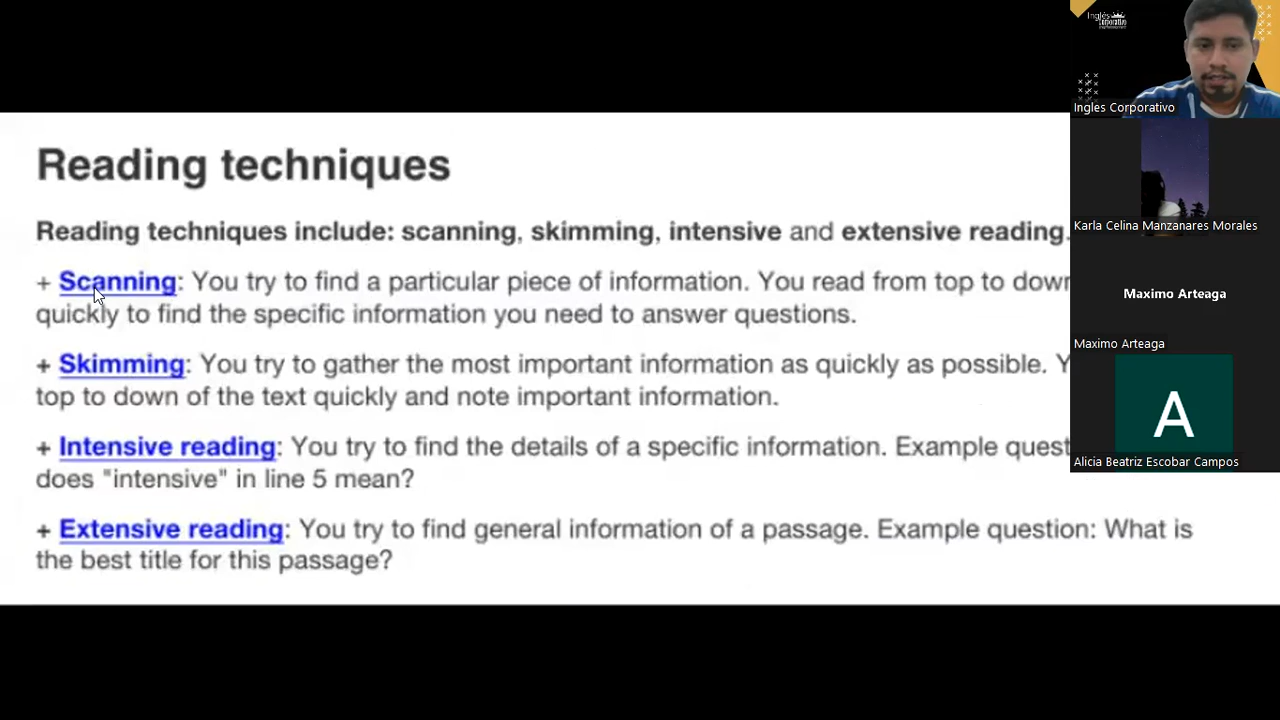 Reading techniques
Reading techniques include: scanning, skimming, intensive and extensive reading.
+ Scanning: You try to find a particular piece of information. You read from top to down
quickly to find the specific information you need to answer questions.
+ Skimming: You try to gather the most important information as quickly as possible.
top to down of the text quickly and note important information.
+ Intensive reading: You try to find the details of a specific information. Example
does "intensive" in line 5 mean?
+ Extensive reading: You try to find general information of a passage. Example question: What is
the best title for this passage?
Inglés
Corporativo
Ingles Corporativo
Karla Celina Manzanares Morales
Maximo Arteaga
Maximo Arteaga
A
Alicia Beatriz Escobar Campos